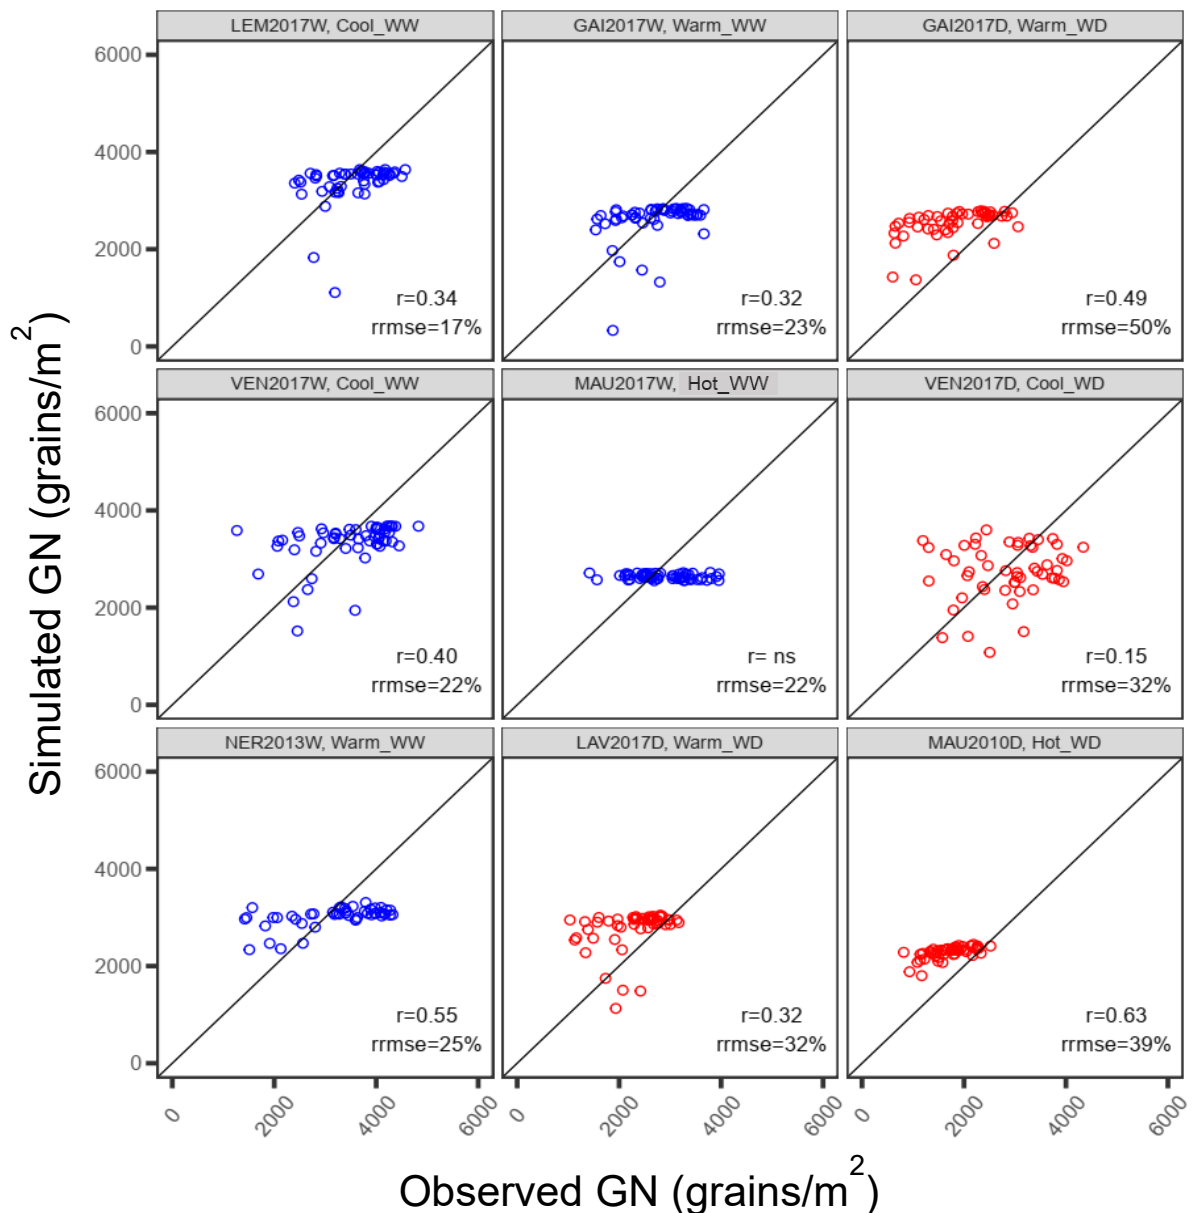 LEM2017W, Cool_WW
GAI2017W, Warm_WW
GAI2017D, Warm_WD
6000
4000
2000
0
r=0.34
rrmse=17%
r=0.32
rrmse=23%
r=0.49
rrmse=50%
VEN2017W, Cool_WW
MAU2017W, Hot_WW
VEN2017D, Cool_WD
6000
4000
2000
0
r=0.40
rrmse=22%
r= ns
rrmse=22%
r=0.15
rrmse=32%
NER2013W, Warm_WW
LAV2017D, Warm_WD
MAU2010D, Hot_WD
6000
4000
2000
0
r=0.55
rrmse=25%
r=0.32
rrmse=32%
r=0.63
rrmse=39%
0 2000 4000 6000
0 2000 4000 6000
0 2000 4000 6000
Simulated GN (grains/m²)
Observed GN (grains/m²)